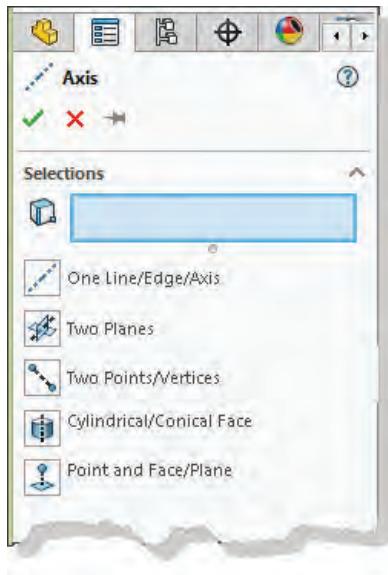 Axis
Selections
One Line/Edge/Axis
Two Planes
Two Points/Vertices
Cylindrical/Conical Face
Point and Face/Plane